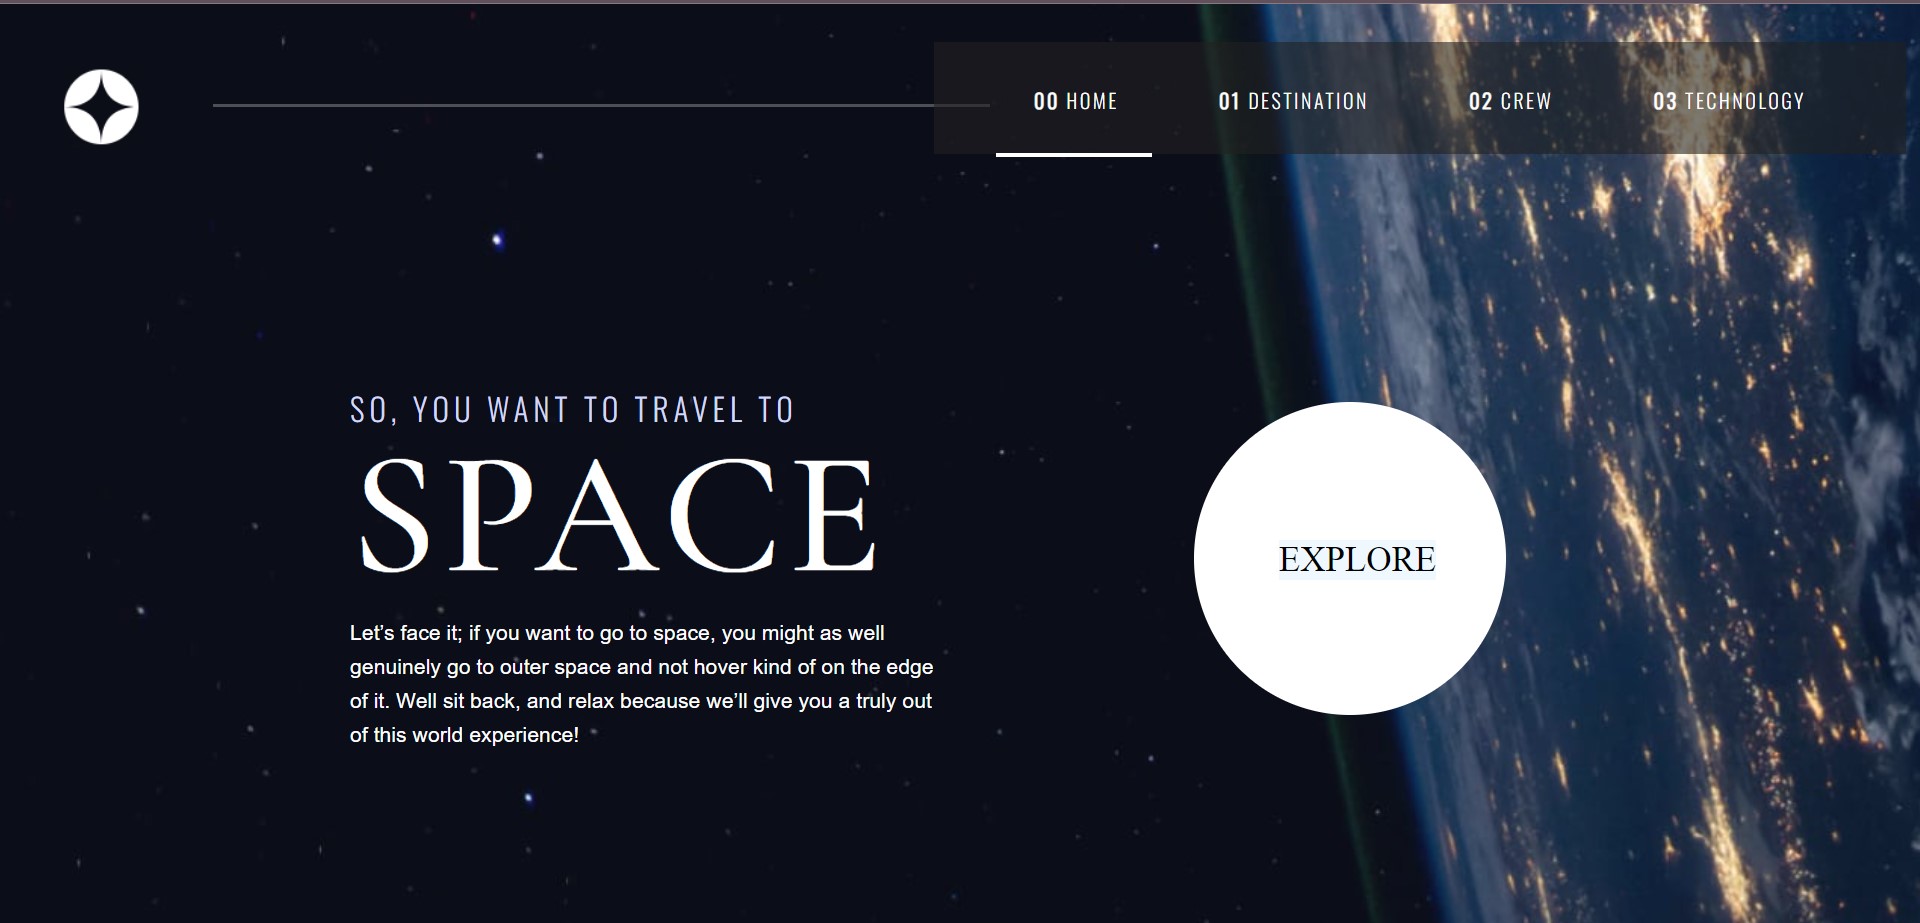 00 HOME 01 DESTINATION 02 CREW 03 TECHNOLOGY
SO, YOU WANT TO TRAVEL TO
SPACE
Let’s face it; if you want to go to space, you might as well
genuinely go to outer space and not hover kind of on the edge
of it. Well sit back, and relax because we’ll give you a truly out
of this world experience!
EXPLORE